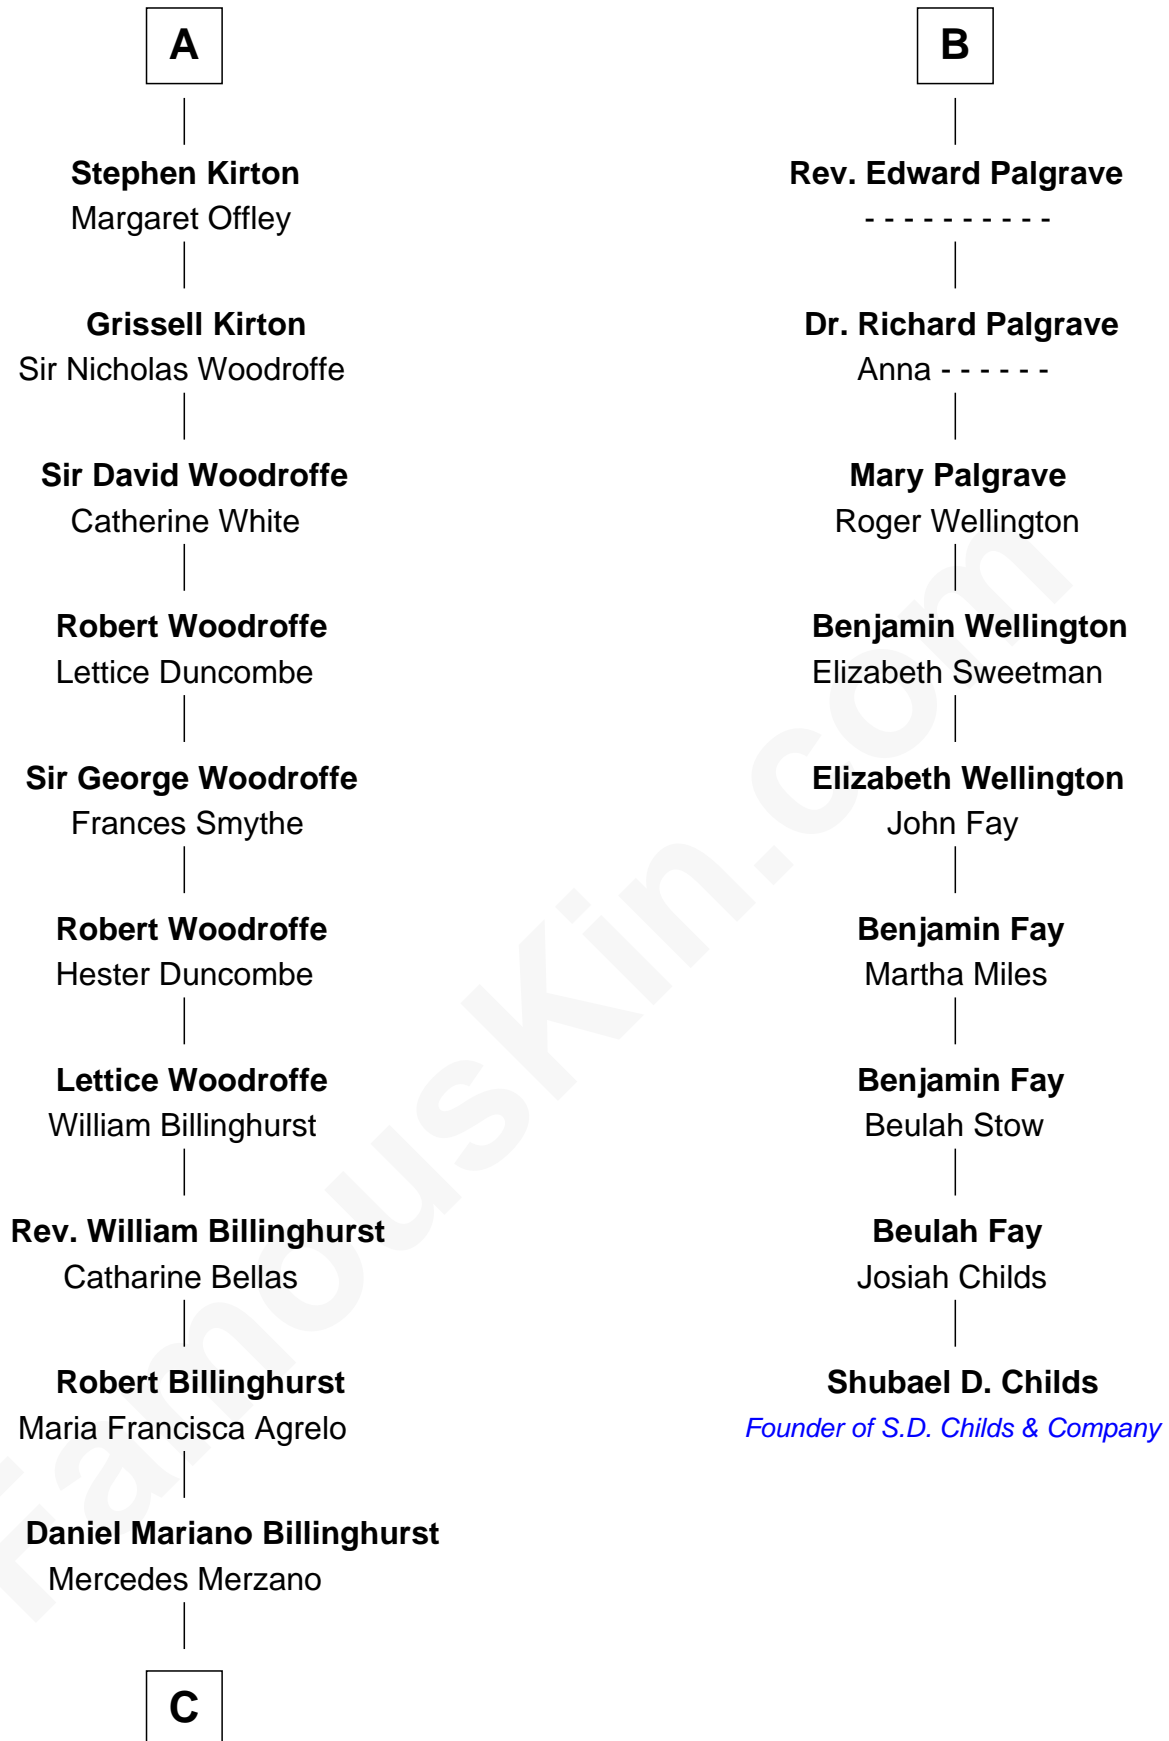 A
Stephen Kirton
Margaret Offley
Grissell Kirton
Sir Nicholas Woodroffe
Sir David Woodroffe
Catherine White
Robert Woodroffe
Lettice Duncombe
Sir George Woodroffe
Frances Smythe
Robert Woodroffe
Hester Duncombe
Lettice Woodroffe
William Billinghurst
Rev. William Billinghurst
Catharine Bellas
Robert Billinghurst
Maria Francisca Agrelo
Daniel Mariano Billinghurst
Mercedes Merzano
C
B
Rev. Edward Palgrave
- - - - - - - - - -
Dr. Richard Palgrave
Anna - - - - - -
Mary Palgrave
Roger Wellington
Benjamin Wellington
Elizabeth Sweetman
Elizabeth Wellington
John Fay
Benjamin Fay
Martha Miles
Benjamin Fay
Beulah Stow
Beulah Fay
Josiah Childs
Shubael D. Childs
Founder of S.D. Childs & Company
FamousKin.com